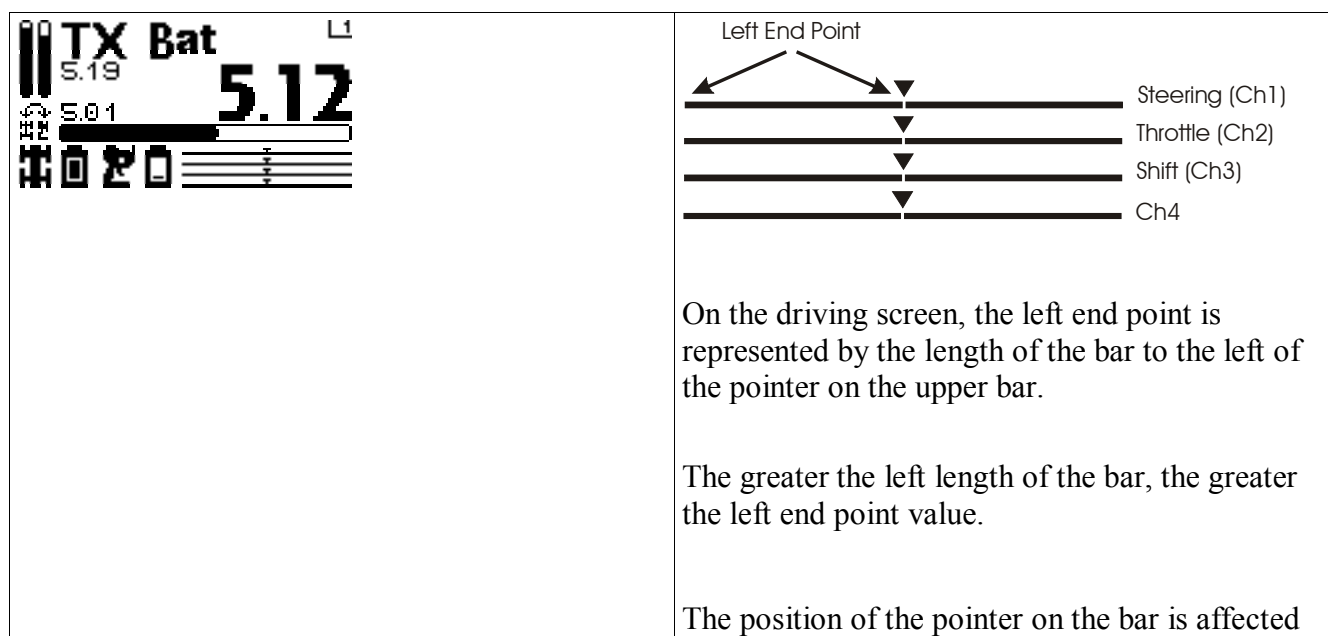 TX Bat
L1
5.19
5.12
5.01
Left End Point
Steering (Ch1)
Throttle (Ch2)
Shift (Ch3)
Ch4
On the driving screen, the left end point is
represented by the length of the bar to the left of
the pointer on the upper bar.
The greater the left length of the bar, the greater
the left end point value.
The position of the pointer on the bar is affected